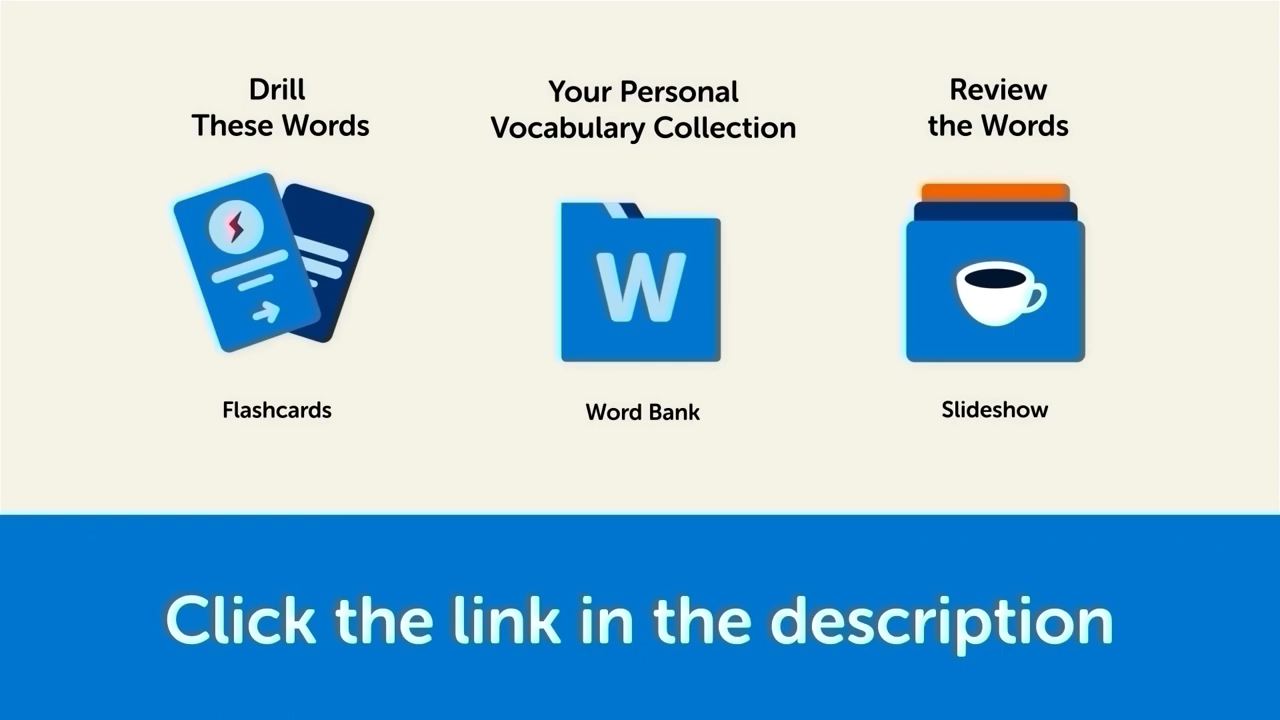 Drill
These Words
Your Personal
Vocabulary Collection
Review
the Words
W
Flashcards
Word Bank
Slideshow
Click the link in the description